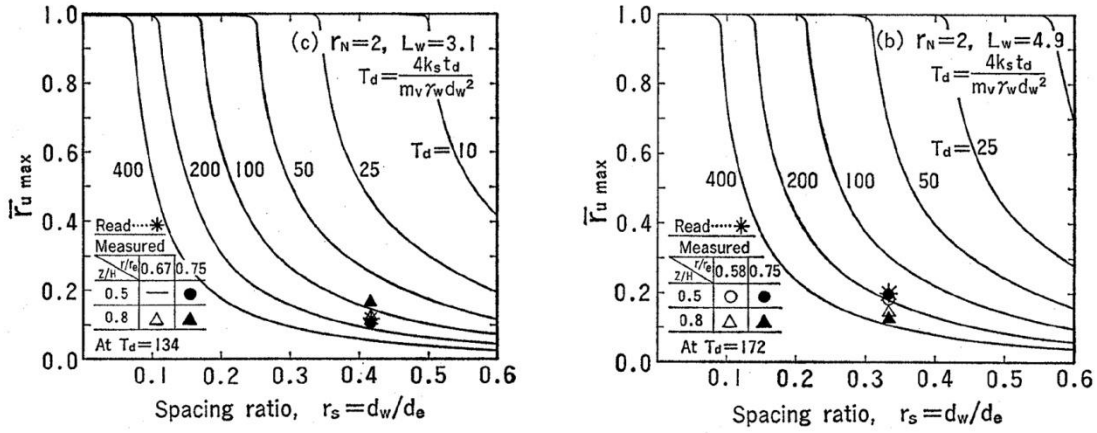 1.0
0.8
0.6
0.4
0.2
0.0
r̅u max
(c) rN=2, Lw=3.1
Td= 4kstd / mvγwdw²
Td=10
400
200
100
50
25
Read·····✳
Measured
z/H r/re 0.67 0.75
0.5 — ●
0.8 △ ▲
At Td=134
0.1 0.2 0.3 0.4 0.5 0.6
Spacing ratio, rs=dw/de
1.0
0.8
0.6
0.4
0.2
0.0
r̅u max
(b) rN=2, Lw=4.9
Td= 4kstd / mvγwdw²
Td=25
400
200
100
50
Read·····✳
Measured
z/H r/re 0.58 0.75
0.5 ○ ●
0.8 △ ▲
At Td=172
0.1 0.2 0.3 0.4 0.5 0.6
Spacing ratio, rs=dw/de